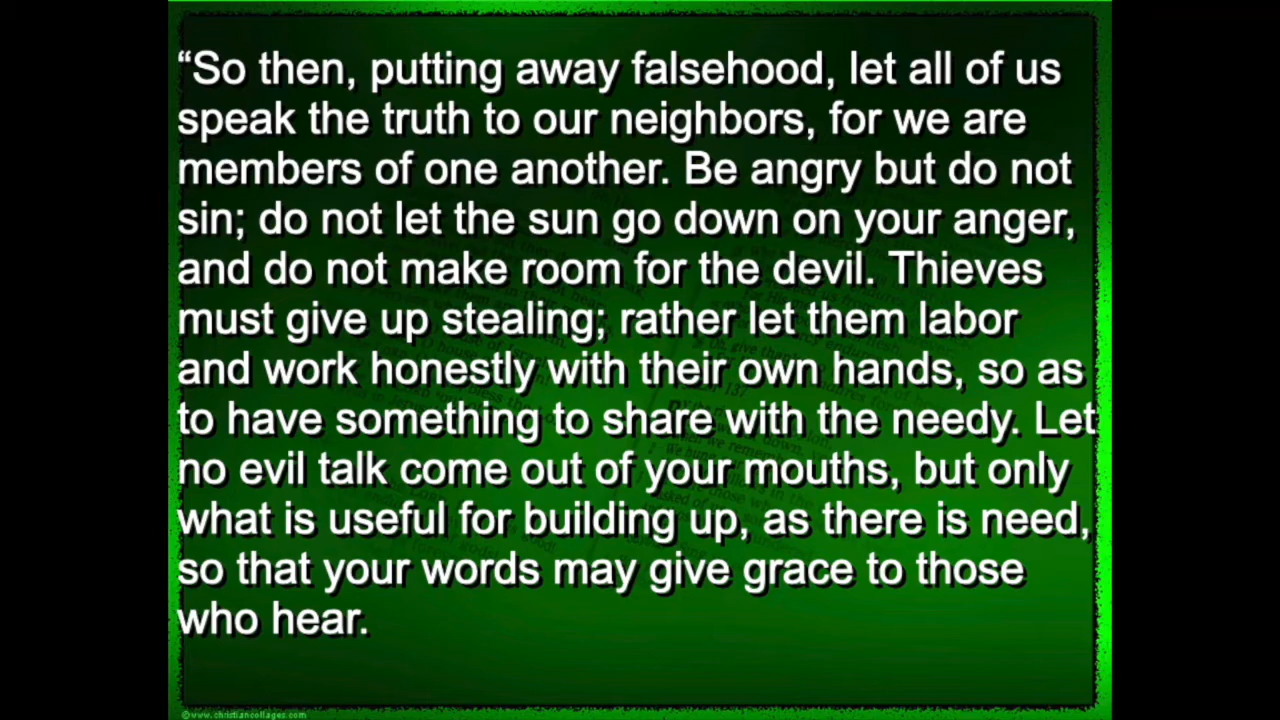 “So then, putting away falsehood, let all of us
speak the truth to our neighbors, for we are
members of one another. Be angry but do not
sin; do not let the sun go down on your anger,
and do not make room for the devil. Thieves
must give up stealing; rather let them labor
and work honestly with their own hands, so as
to have something to share with the needy. Let
no evil talk come out of your mouths, but only
what is useful for building up, as there is need,
so that your words may give grace to those
who hear.
©www.christiancollages.com